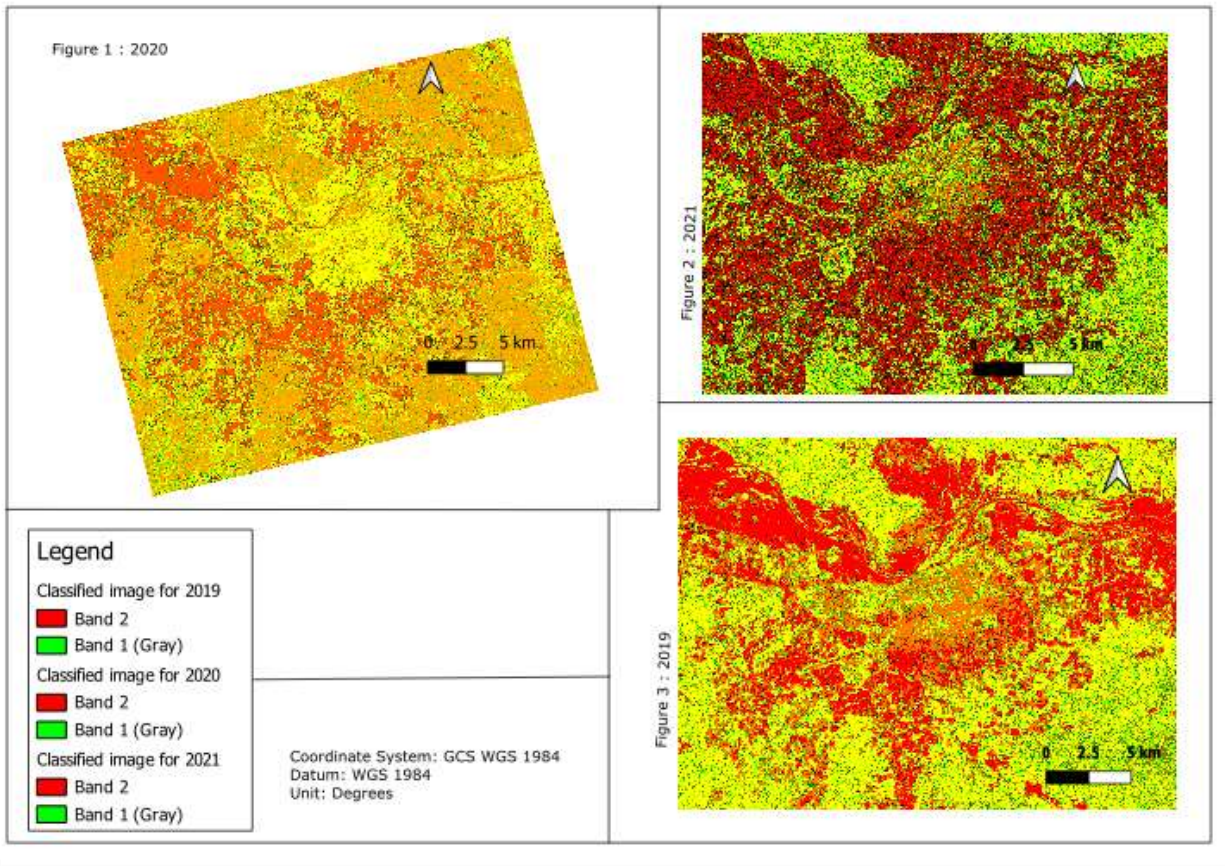 Figure 1 : 2020
0 2.5 5 km
Figure 2 : 2021
0 2.5 5 km
Figure 3 : 2019
0 2.5 5 km
Legend
Classified image for 2019
Band 2
Band 1 (Gray)
Classified image for 2020
Band 2
Band 1 (Gray)
Classified image for 2021
Band 2
Band 1 (Gray)
Coordinate System: GCS WGS 1984
Datum: WGS 1984
Unit: Degrees